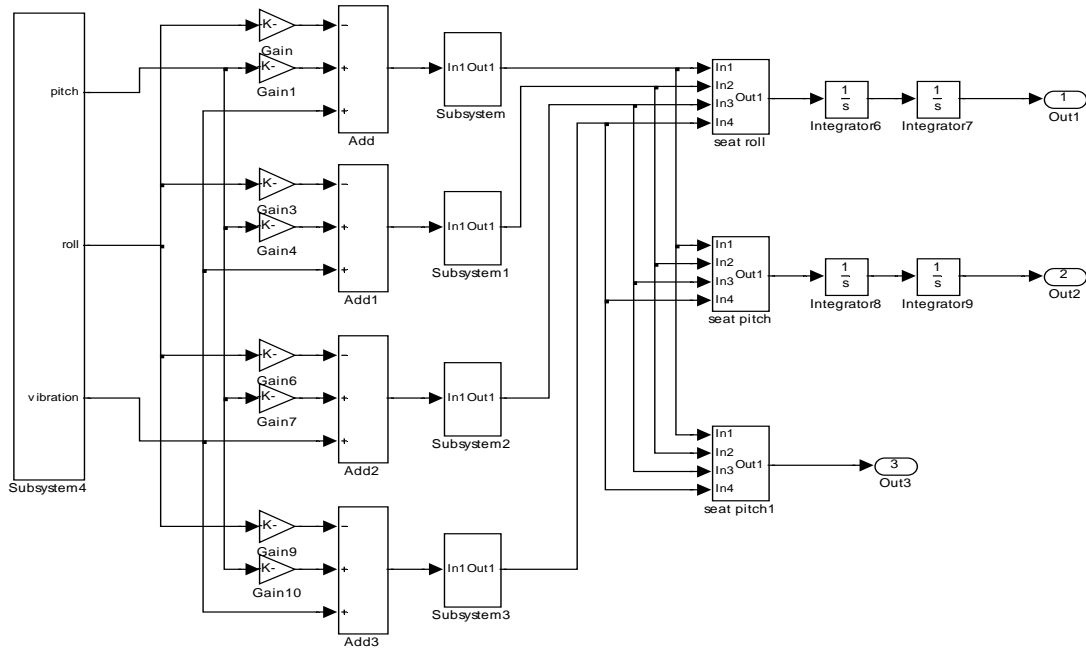 pitch
roll
vibration
Subsystem4
K-
Gain
K-
Gain1
K-
Gain3
K-
Gain4
K-
Gain6
K-
Gain7
K-
Gain9
K-
Gain10
−
+
+
Add
−
+
+
Add1
−
+
+
Add2
−
+
+
Add3
In1 Out1
Subsystem
In1 Out1
Subsystem1
In1 Out1
Subsystem2
In1 Out1
Subsystem3
In1
In2
In3
In4
Out1
seat roll
In1
In2
In3
In4
Out1
seat pitch
In1
In2
In3
In4
Out1
seat pitch1
1
s
Integrator6
1
s
Integrator7
1
Out1
1
s
Integrator8
1
s
Integrator9
2
Out2
3
Out3